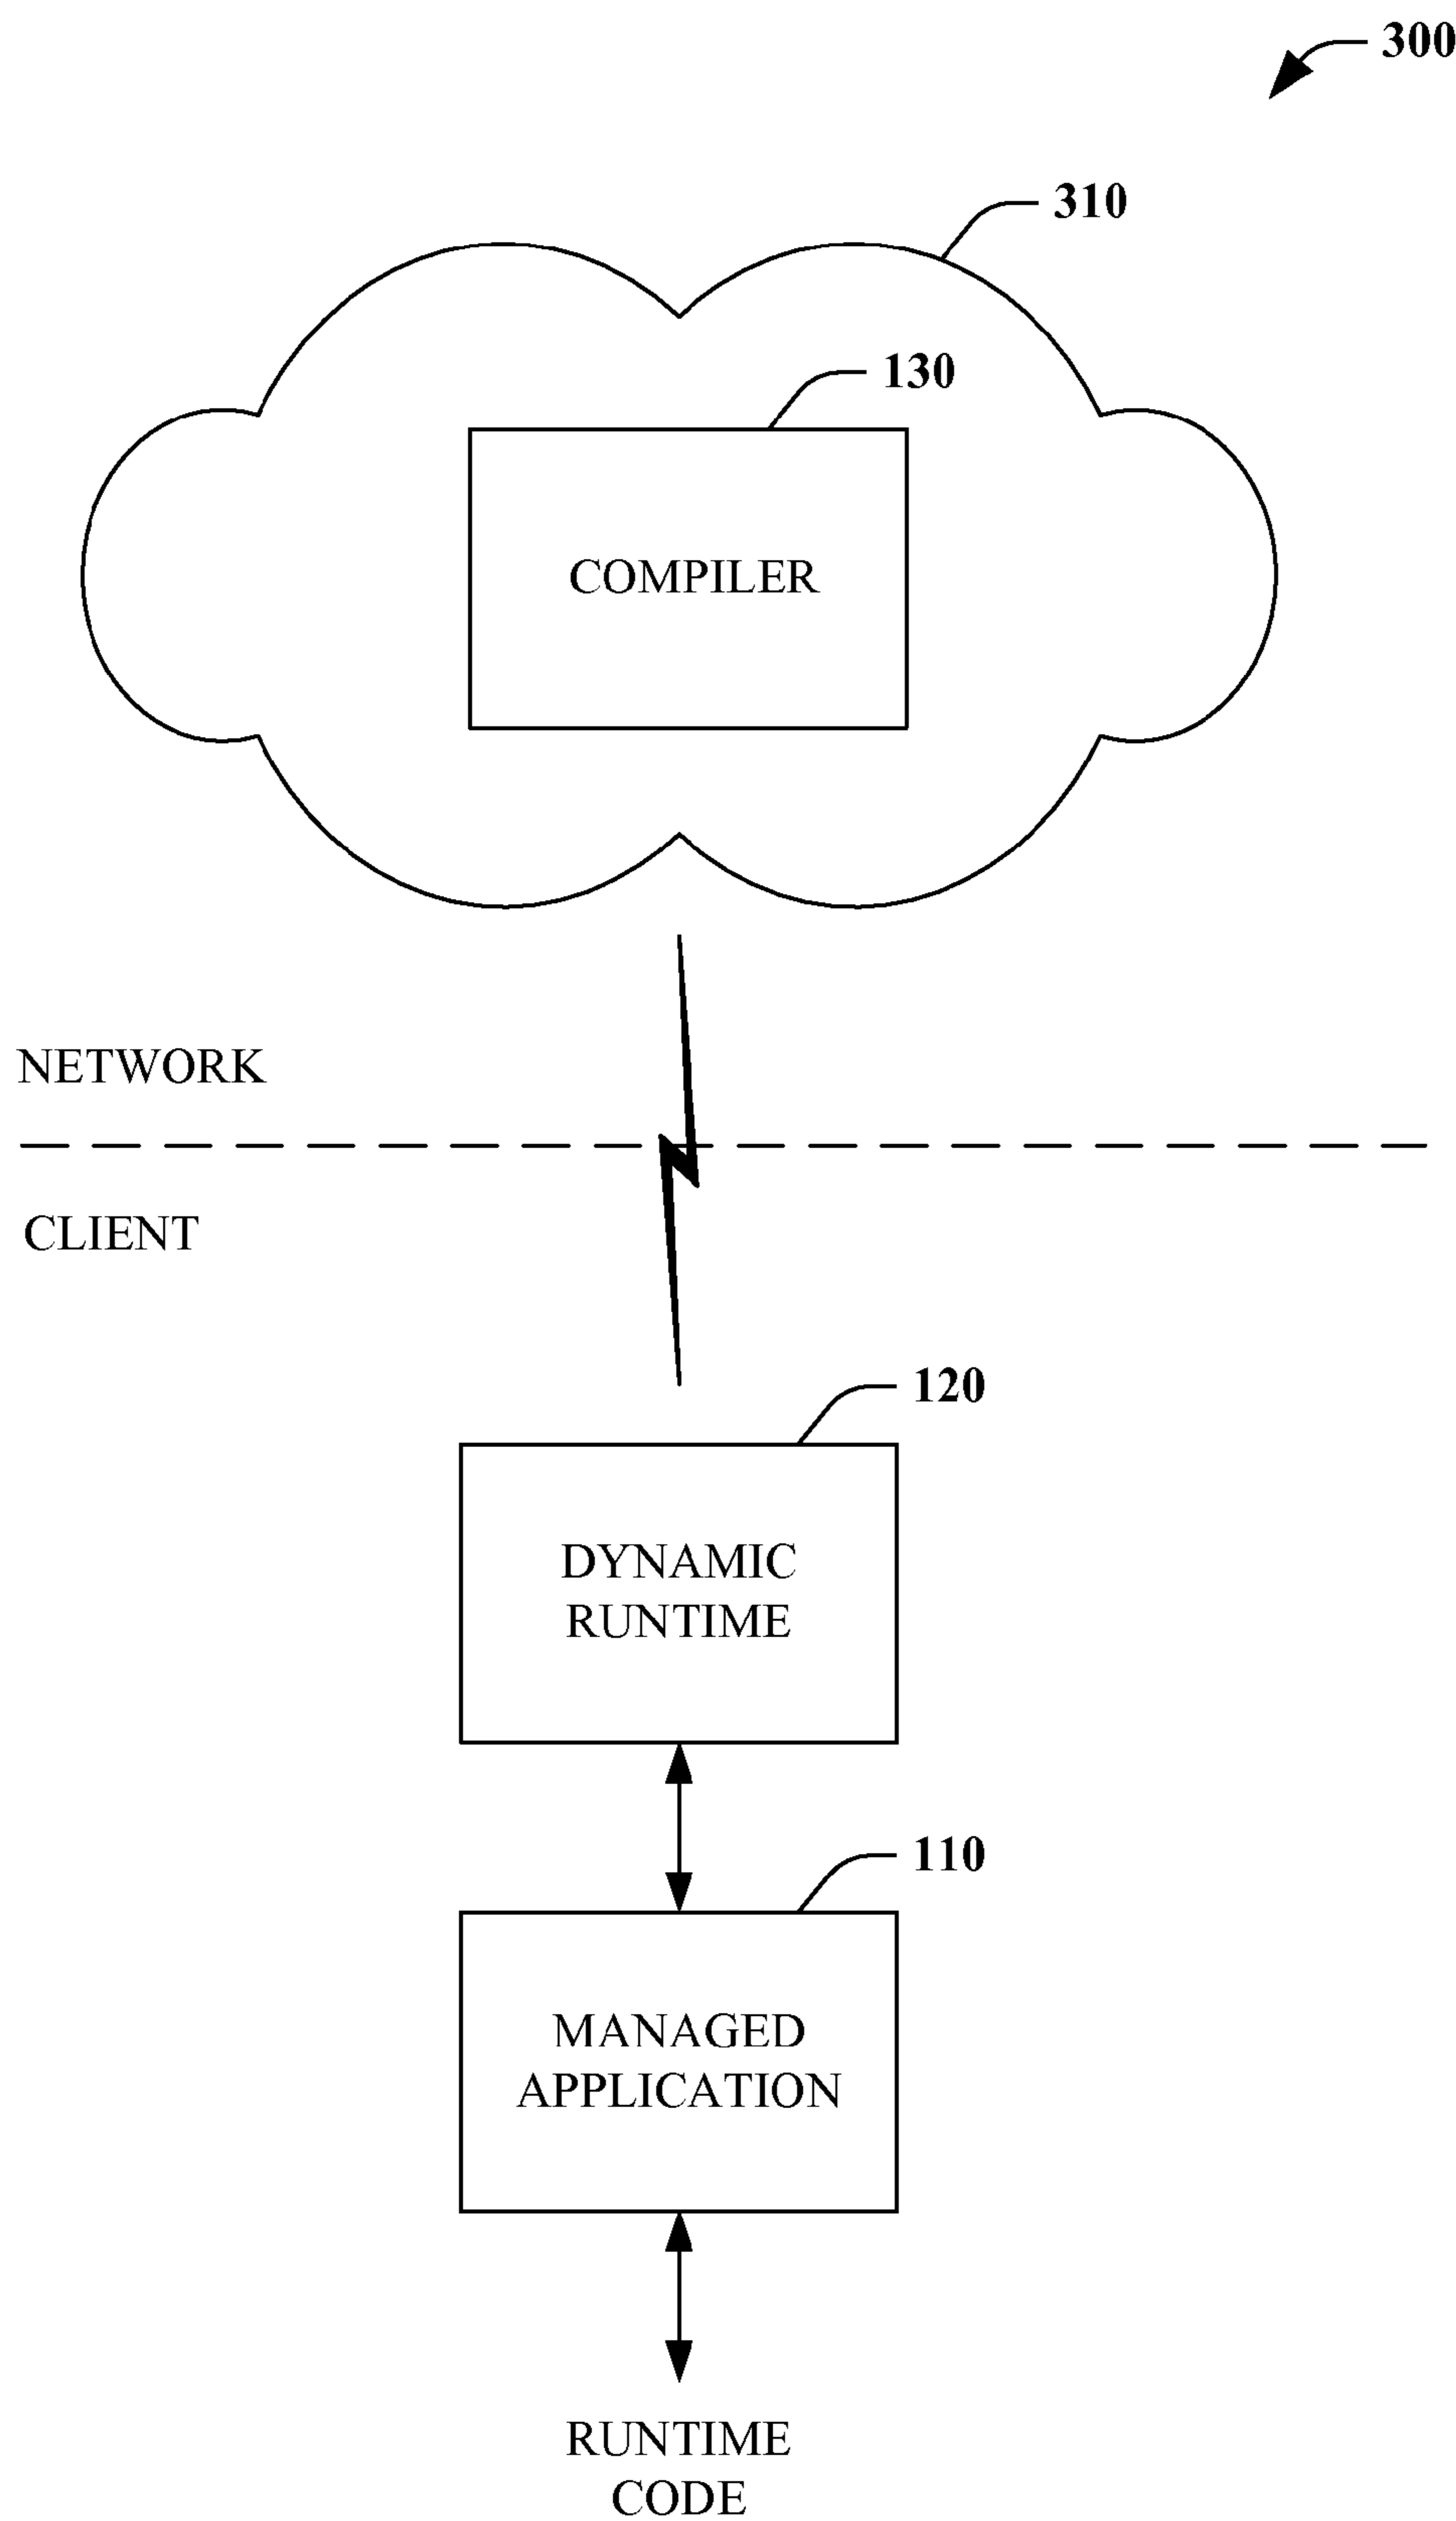 300
310
130
COMPILER
NETWORK
CLIENT
120
DYNAMIC
RUNTIME
110
MANAGED
APPLICATION
RUNTIME
CODE